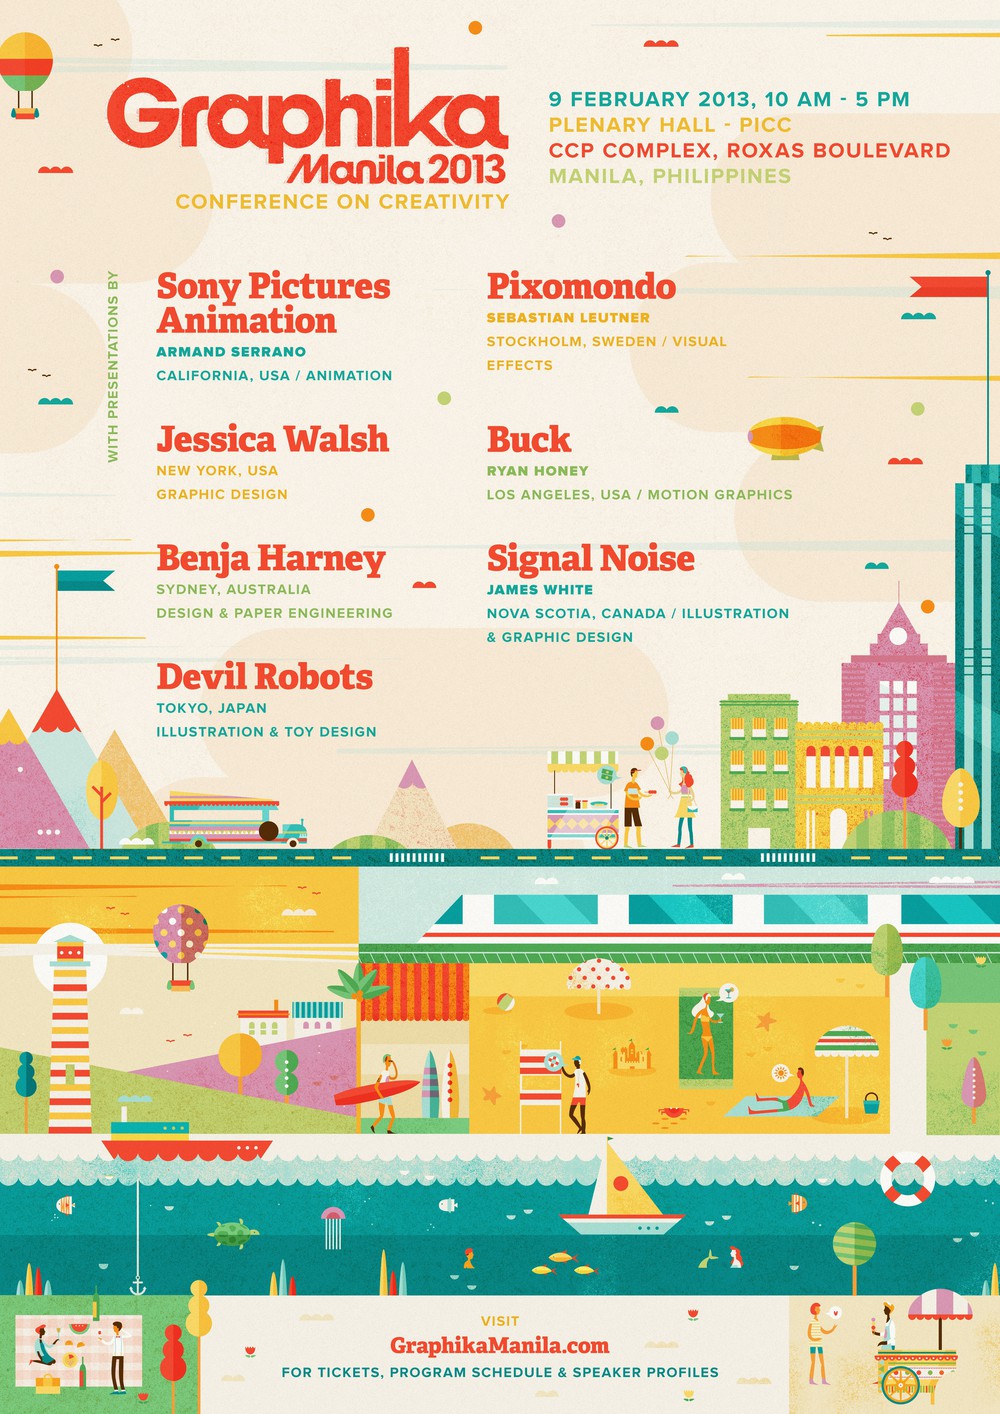 Graphika
Manila 2013
CONFERENCE ON CREATIVITY
9 FEBRUARY 2013, 10 AM - 5 PM
PLENARY HALL - PICC
CCP COMPLEX, ROXAS BOULEVARD
MANILA, PHILIPPINES
WITH PRESENTATIONS BY
Sony Pictures
Animation
ARMAND SERRANO
CALIFORNIA, USA / ANIMATION
Pixomondo
SEBASTIAN LEUTNER
STOCKHOLM, SWEDEN / VISUAL
EFFECTS
Jessica Walsh
NEW YORK, USA
GRAPHIC DESIGN
Buck
RYAN HONEY
LOS ANGELES, USA / MOTION GRAPHICS
Benja Harney
SYDNEY, AUSTRALIA
DESIGN & PAPER ENGINEERING
Signal Noise
JAMES WHITE
NOVA SCOTIA, CANADA / ILLUSTRATION
& GRAPHIC DESIGN
Devil Robots
TOKYO, JAPAN
ILLUSTRATION & TOY DESIGN
VISIT
GraphikaManila.com
FOR TICKETS, PROGRAM SCHEDULE & SPEAKER PROFILES